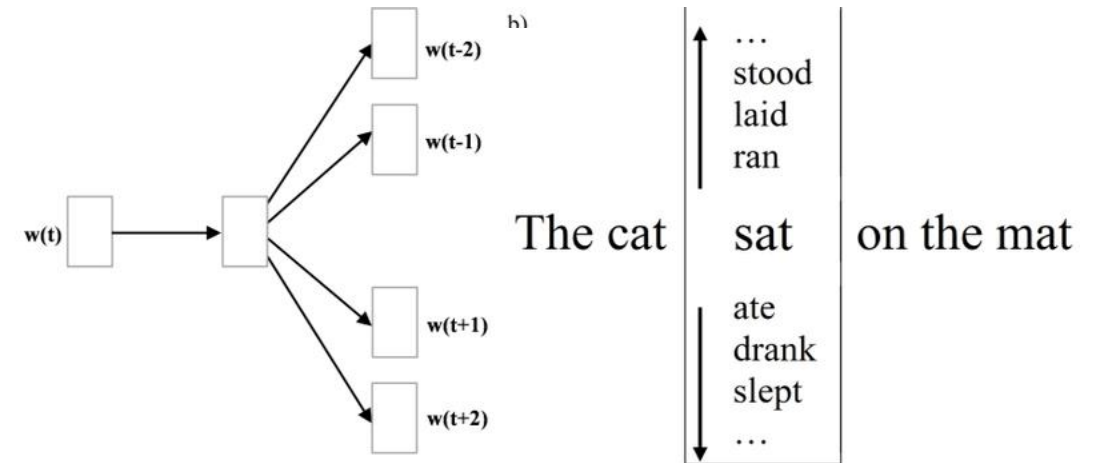 w(t)
w(t-2)
w(t-1)
w(t+1)
w(t+2)
b)
…
stood
laid
ran
The cat sat on the mat
ate
drank
slept
…